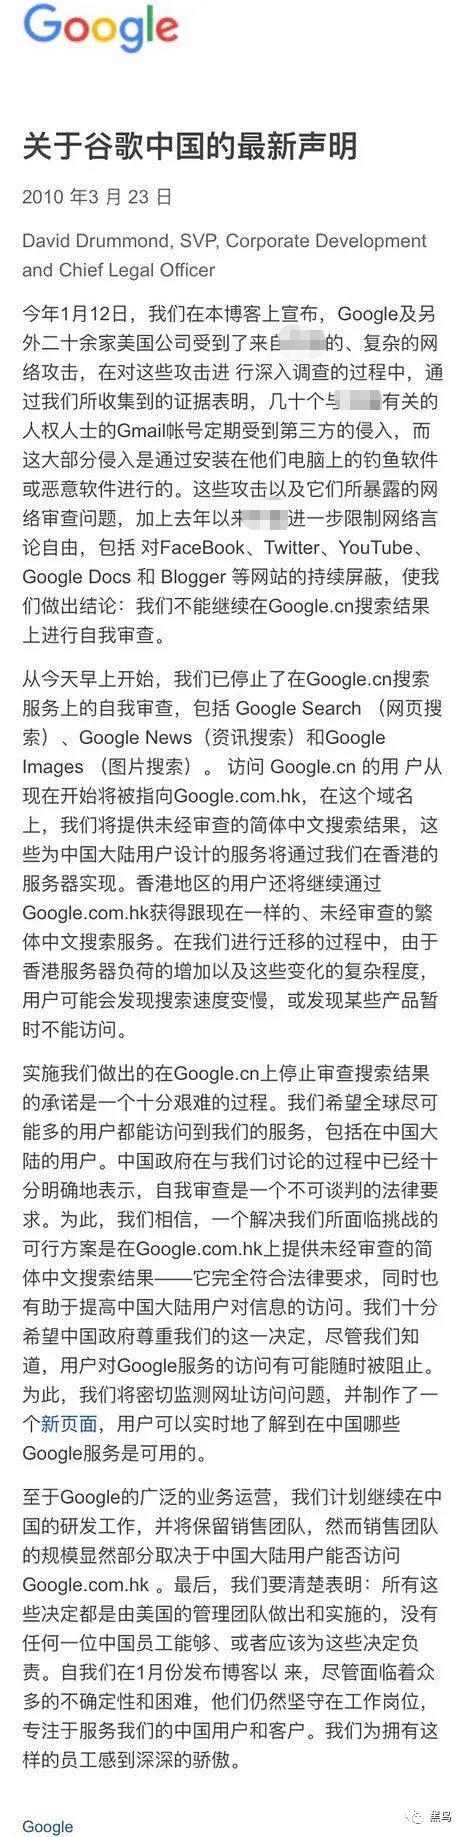 Google
关于谷歌中国的最新声明
2010 年3 月 23 日
David Drummond, SVP, Corporate Development
and Chief Legal Officer
今年1月12日，我们在本博客上宣布，Google及另
外二十余家美国公司受到了来自的、复杂的网
络攻击，在对这些攻击进 行深入调查的过程中，通
过我们所收集到的证据表明，几十个与有关的
人权人士的Gmail帐号定期受到第三方的侵入，而
这大部分侵入是通过安装在他们电脑上的钓鱼软件
或恶意软件进行的。这些攻击以及它们所暴露的网
络审查问题，加上去年以来进一步限制网络言
论自由，包括 对FaceBook、Twitter、YouTube、
Google Docs 和 Blogger 等网站的持续屏蔽，使我
们做出结论：我们不能继续在Google.cn搜索结果
上进行自我审查。
从今天早上开始，我们已停止了在Google.cn搜索
服务上的自我审查，包括 Google Search （网页搜
索）、Google News（资讯搜索）和Google
Images （图片搜索）。 访问 Google.cn 的用 户从
现在开始将被指向Google.com.hk，在这个域名
上，我们将提供未经审查的简体中文搜索结果，这
些为中国大陆用户设计的服务将通过我们在香港的
服务器实现。香港地区的用户还将继续通过
Google.com.hk获得跟现在一样的、未经审查的繁
体中文搜索服务。在我们进行迁移的过程中，由于
香港服务器负荷的增加以及这些变化的复杂程度，
用户可能会发现搜索速度变慢，或发现某些产品暂
时不能访问。
实施我们做出的在Google.cn上停止审查搜索结果
的承诺是一个十分艰难的过程。我们希望全球尽可
能多的用户都能访问到我们的服务，包括在中国大
陆的用户。中国政府在与我们讨论的过程中已经十
分明确地表示，自我审查是一个不可谈判的法律要
求。为此，我们相信，一个解决我们所面临挑战的
可行方案是在Google.com.hk上提供未经审查的简
体中文搜索结果——它完全符合法律要求，同时也
有助于提高中国大陆用户对信息的访问。我们十分
希望中国政府尊重我们的这一决定，尽管我们知
道，用户对Google服务的访问有可能随时被阻止。
为此，我们将密切监测网址访问问题，并制作了一
个新页面，用户可以实时地了解到在中国哪些
Google服务是可用的。
至于Google的广泛的业务运营，我们计划继续在中
国的研发工作，并将保留销售团队，然而销售团队
的规模显然部分取决于中国大陆用户能否访问
Google.com.hk 。最后，我们要清楚表明：所有这
些决定都是由美国的管理团队做出和实施的，没有
任何一位中国员工能够、或者应该为这些决定负
责。自我们在1月份发布博客以 来，尽管面临着众
多的不确定性和困难，他们仍然坚守在工作岗位，
专注于服务我们的中国用户和客户。我们为拥有这
样的员工感到深深的骄傲。
Google
黑鸟